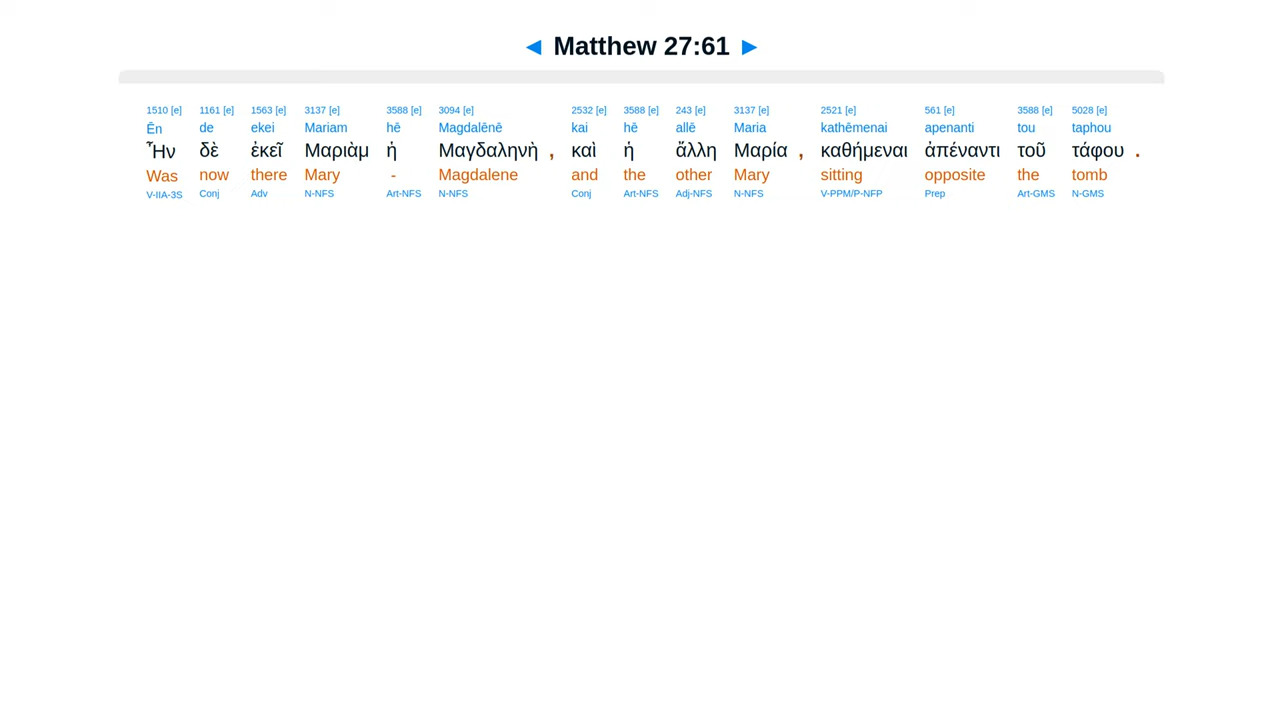 ◄ Matthew 27:61 ►
1510 [e] 1161 [e] 1563 [e] 3137 [e] 3588 [e] 3094 [e] 2532 [e] 3588 [e] 243 [e] 3137 [e] 2521 [e] 561 [e] 3588 [e] 5028 [e]
Ēn de ekei Mariam hē Magdalēnē kai hē allē Maria kathēmenai apenanti tou taphou
Ἦν δὲ ἐκεῖ Μαριὰμ ἡ Μαγδαληνὴ , καὶ ἡ ἄλλη Μαρία , καθήμεναι ἀπέναντι τοῦ τάφου .
Was now there Mary - Magdalene and the other Mary sitting opposite the tomb
V-IIA-3S Conj Adv N-NFS Art-NFS N-NFS Conj Art-NFS Adj-NFS N-NFS V-PPM/P-NFP Prep Art-GMS N-GMS